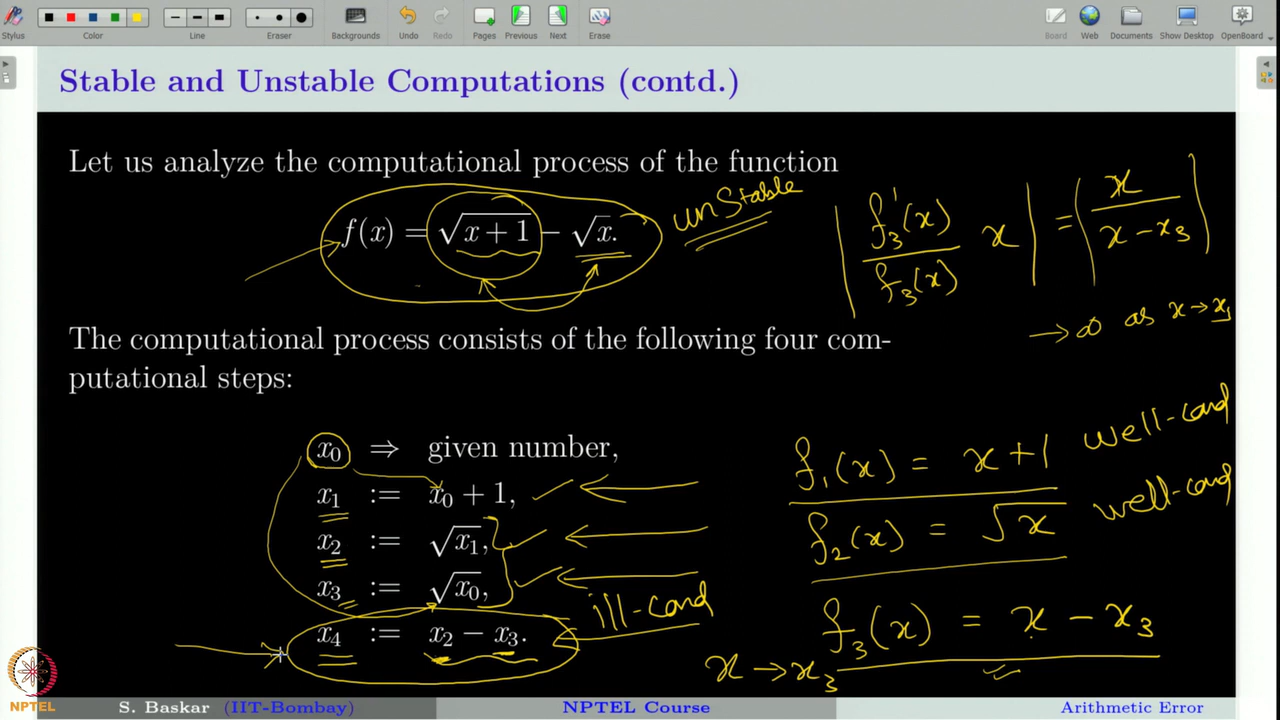 Stylus Color Line Eraser Backgrounds Undo Redo Pages Previous Next Erase Board Web Documents Show Desktop OpenBoard
Stable and Unstable Computations (contd.)
Let us analyze the computational process of the function
f(x) = √x + 1 − √x.
unstable
| f₃'(x) / f₃(x) x | = | x / x − x₃ |
→ ∞ as x → x₃
The computational process consists of the following four com-
putational steps:
x₀ ⇒ given number,
x₁ := x₀ + 1,
x₂ := √x₁,
x₃ := √x₀,
x₄ := x₂ − x₃.
ill-cond
f₁(x) = x + 1 well-cond
f₂(x) = √x well-cond
f₃(x) = x − x₃
x → x₃
NPTEL
S. Baskar (IIT-Bombay) NPTEL Course Arithmetic Error